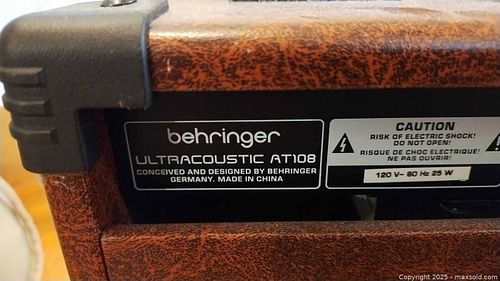 behringer
ULTRACOUSTIC AT108
CONCEIVED AND DESIGNED BY BEHRINGER
GERMANY. MADE IN CHINA
CAUTION
RISK OF ELECTRIC SHOCK!
DO NOT OPEN!
RISQUE DE CHOC ELECTRIQUE!
NE PAS OUVRIR!
120 V~ 60 Hz 25 W
Copyright © 2025 - maxsold.com